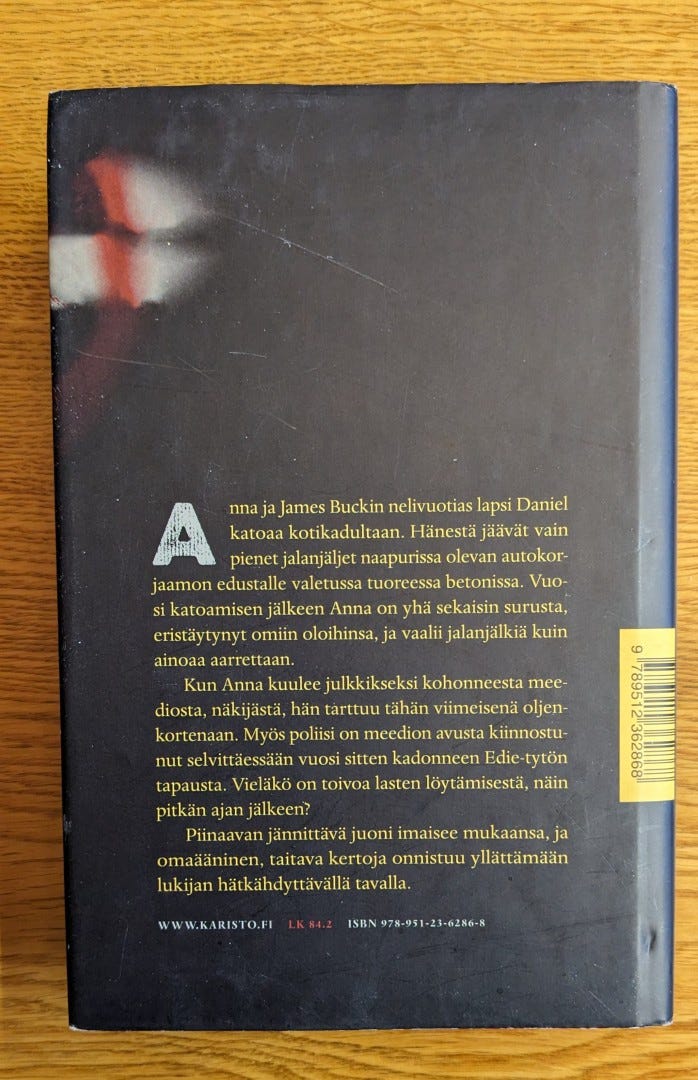 Anna ja James Buckin nelivuotias lapsi Daniel
katoaa kotikadultaan. Hänestä jäävät vain
pienet jalanjäljet naapurissa olevan autokor-
jaamon edustalle valetussa tuoreessa betonissa. Vuo-
si katoamisen jälkeen Anna on yhä sekaisin surusta,
eristäytynyt omiin oloihinsa, ja vaalii jalanjälkiä kuin
ainoaa aarrettaan.
Kun Anna kuulee julkkikseksi kohonneesta mee-
diosta, näkijästä, hän tarttuu tähän viimeisenä oljen-
kortenaan. Myös poliisi on meedion avusta kiinnostu-
nut selvittäessään vuosi sitten kadonneen Edie-tytön
tapausta. Vieläkö on toivoa lasten löytämisestä, näin
pitkän ajan jälkeen?
Piinaavan jännittävä juoni imaisee mukaansa, ja
omaääninen, taitava kertoja onnistuu yllättämään
lukijan hätkähdyttävällä tavalla.
WWW.KARISTO.FI LK 84.2 ISBN 978-951-23-6286-8
9 789512 362868